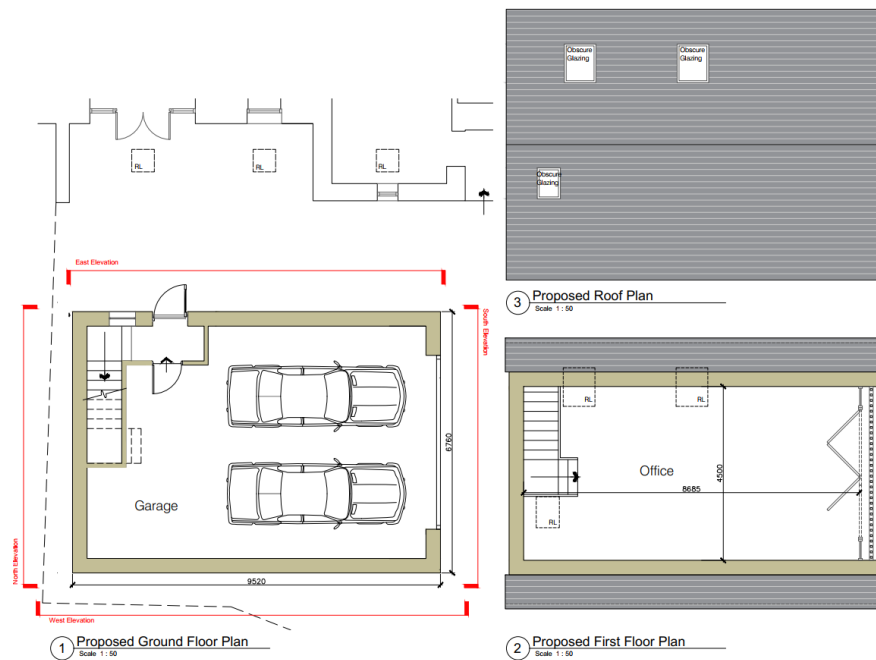 Obscure
Glazing
Obscure
Glazing
Obscure
Glazing
3
Proposed Roof Plan
Scale 1 : 50
RL
RL
RL
East Elevation
South Elevation
North Elevation
West Elevation
6760
9520
Garage
1
Proposed Ground Floor Plan
Scale 1 : 50
RL
RL
RL
Office
4500
8685
2
Proposed First Floor Plan
Scale 1 : 50